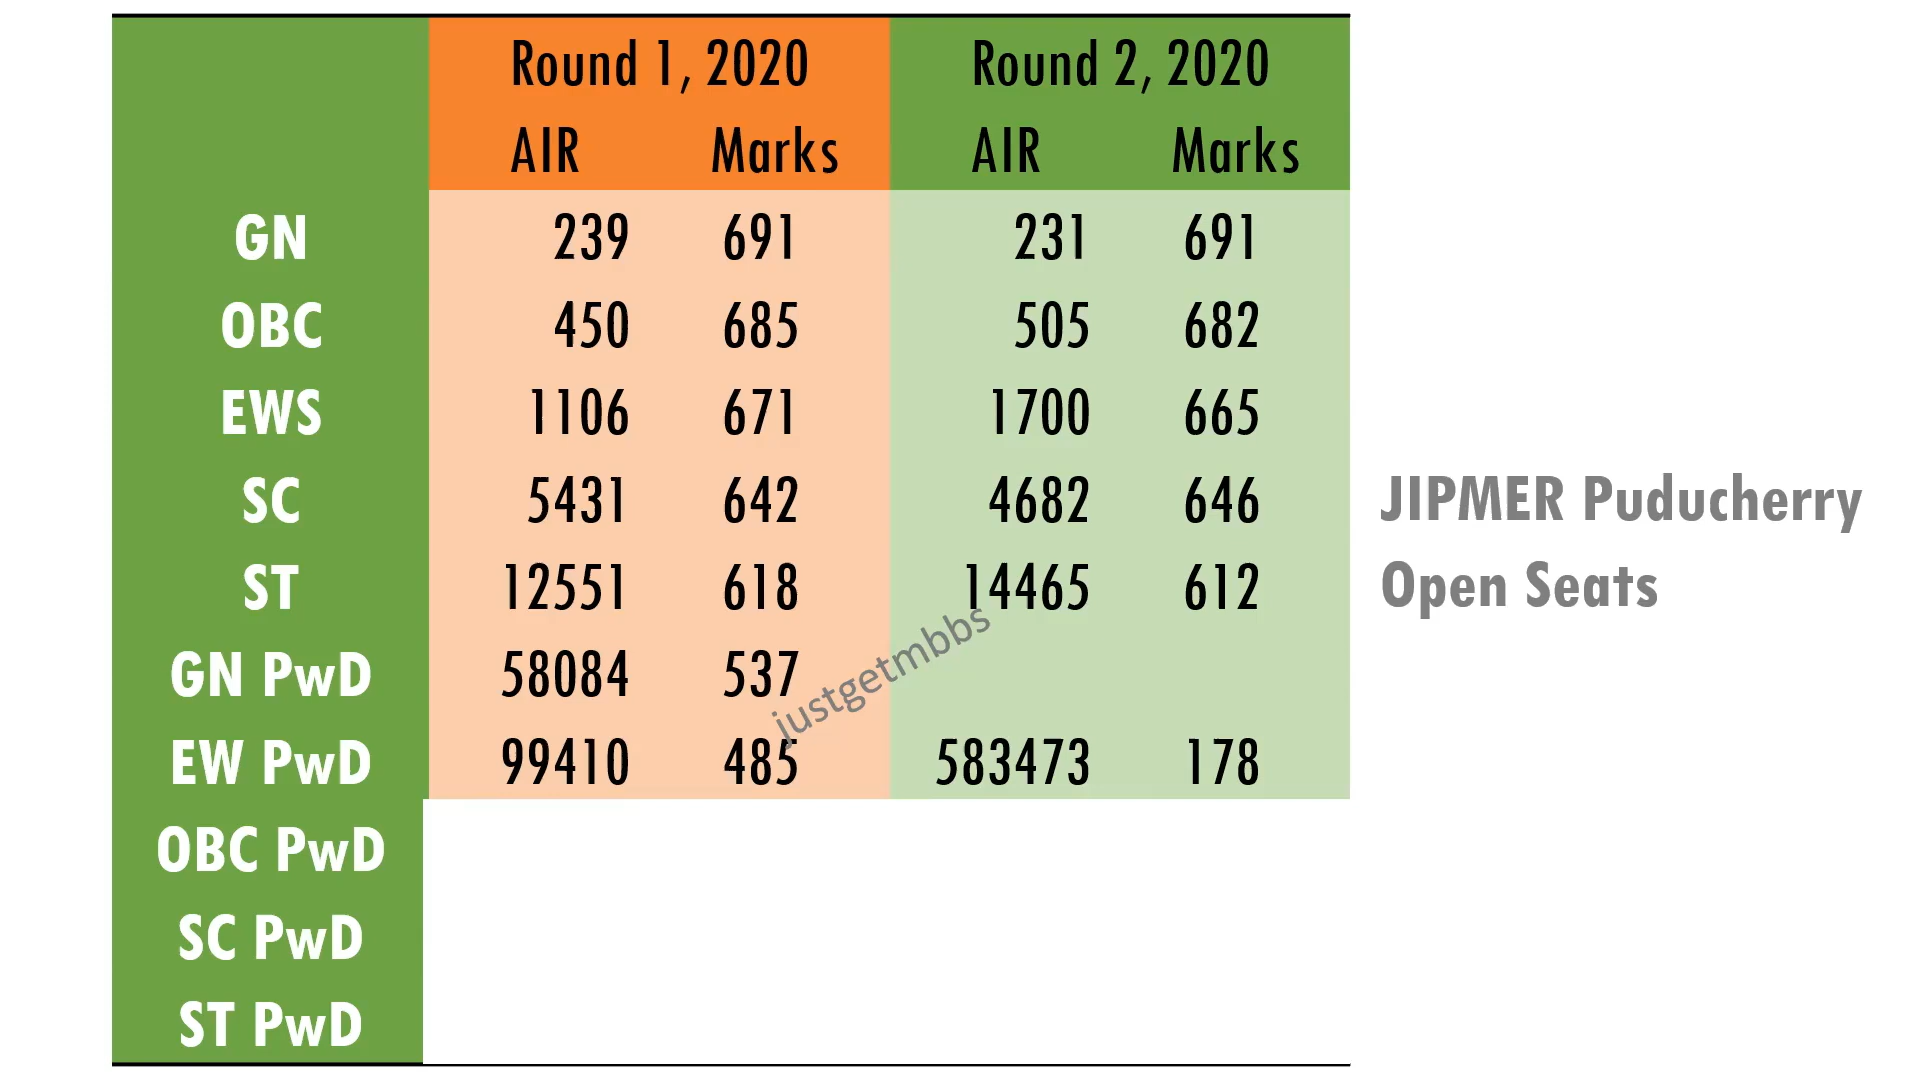 Round 1, 2020 Round 2, 2020
AIR Marks AIR Marks
GN 239 691 231 691
OBC 450 685 505 682
EWS 1106 671 1700 665
SC 5431 642 4682 646
ST 12551 618 14465 612
GN PwD 58084 537
EW PwD 99410 485 583473 178
OBC PwD
SC PwD
ST PwD
JIPMER Puducherry
Open Seats
justgetmbbs